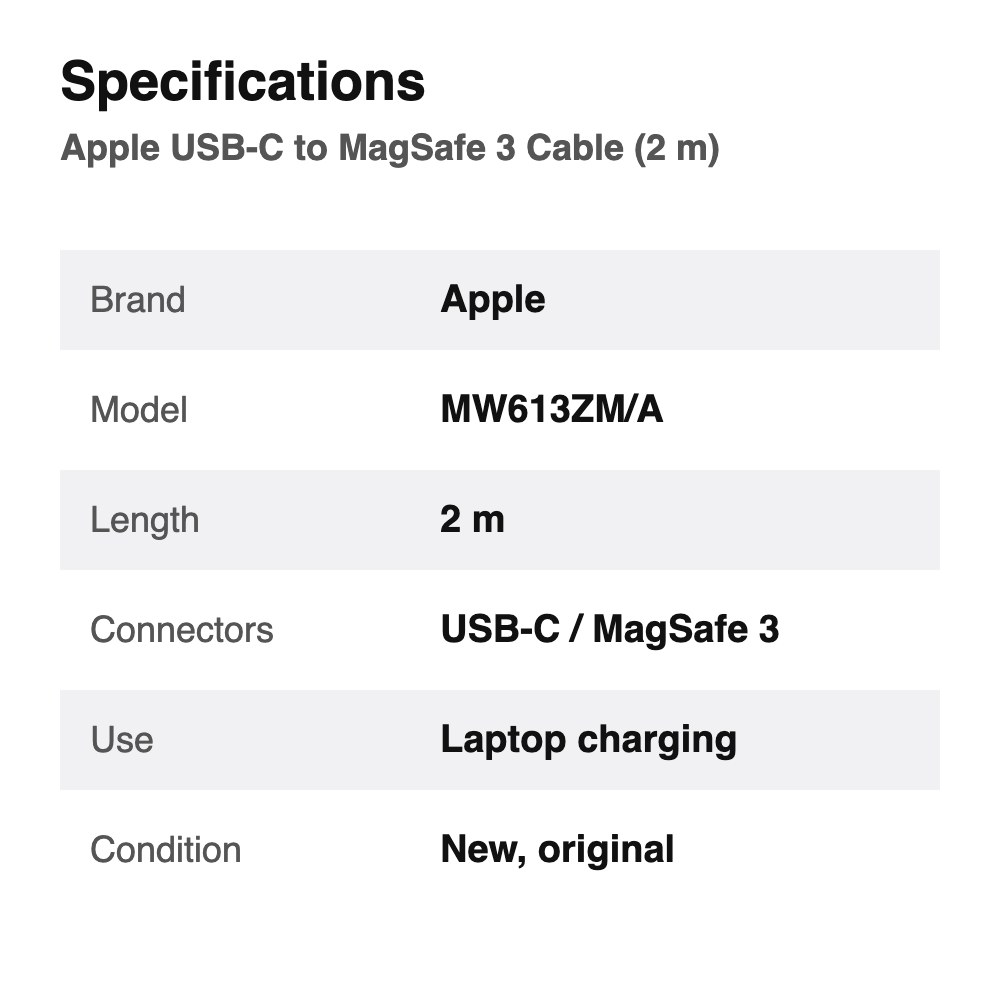 Specifications
Apple USB-C to MagSafe 3 Cable (2 m)
Brand Apple
Model MW613ZM/A
Length 2 m
Connectors USB-C / MagSafe 3
Use Laptop charging
Condition New, original